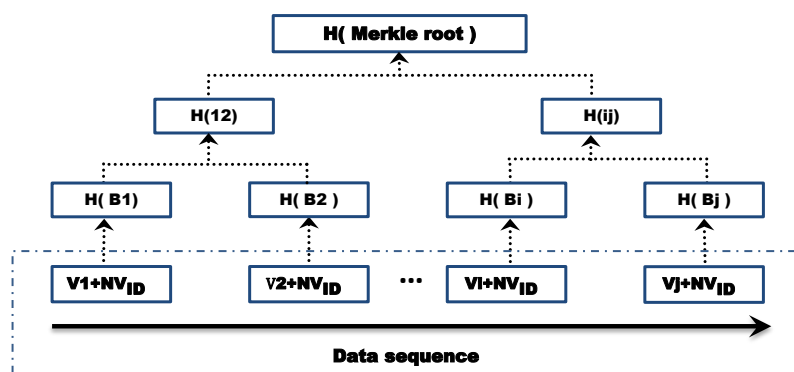 H( Merkle root )
H(12) H(ij)
H( B1) H( B2 ) H( Bi ) H( Bj )
V1+NVID V2+NVID ... Vi+NVID Vj+NVID
Data sequence